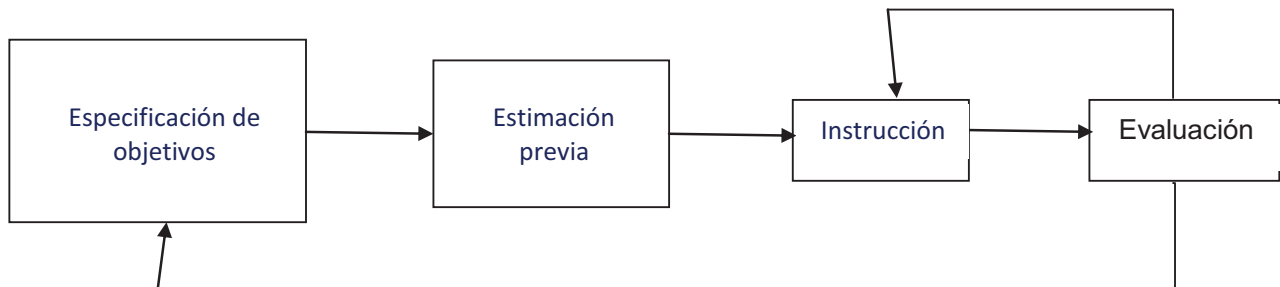 Especificación de
objetivos
Estimación
previa
Instrucción
Evaluación